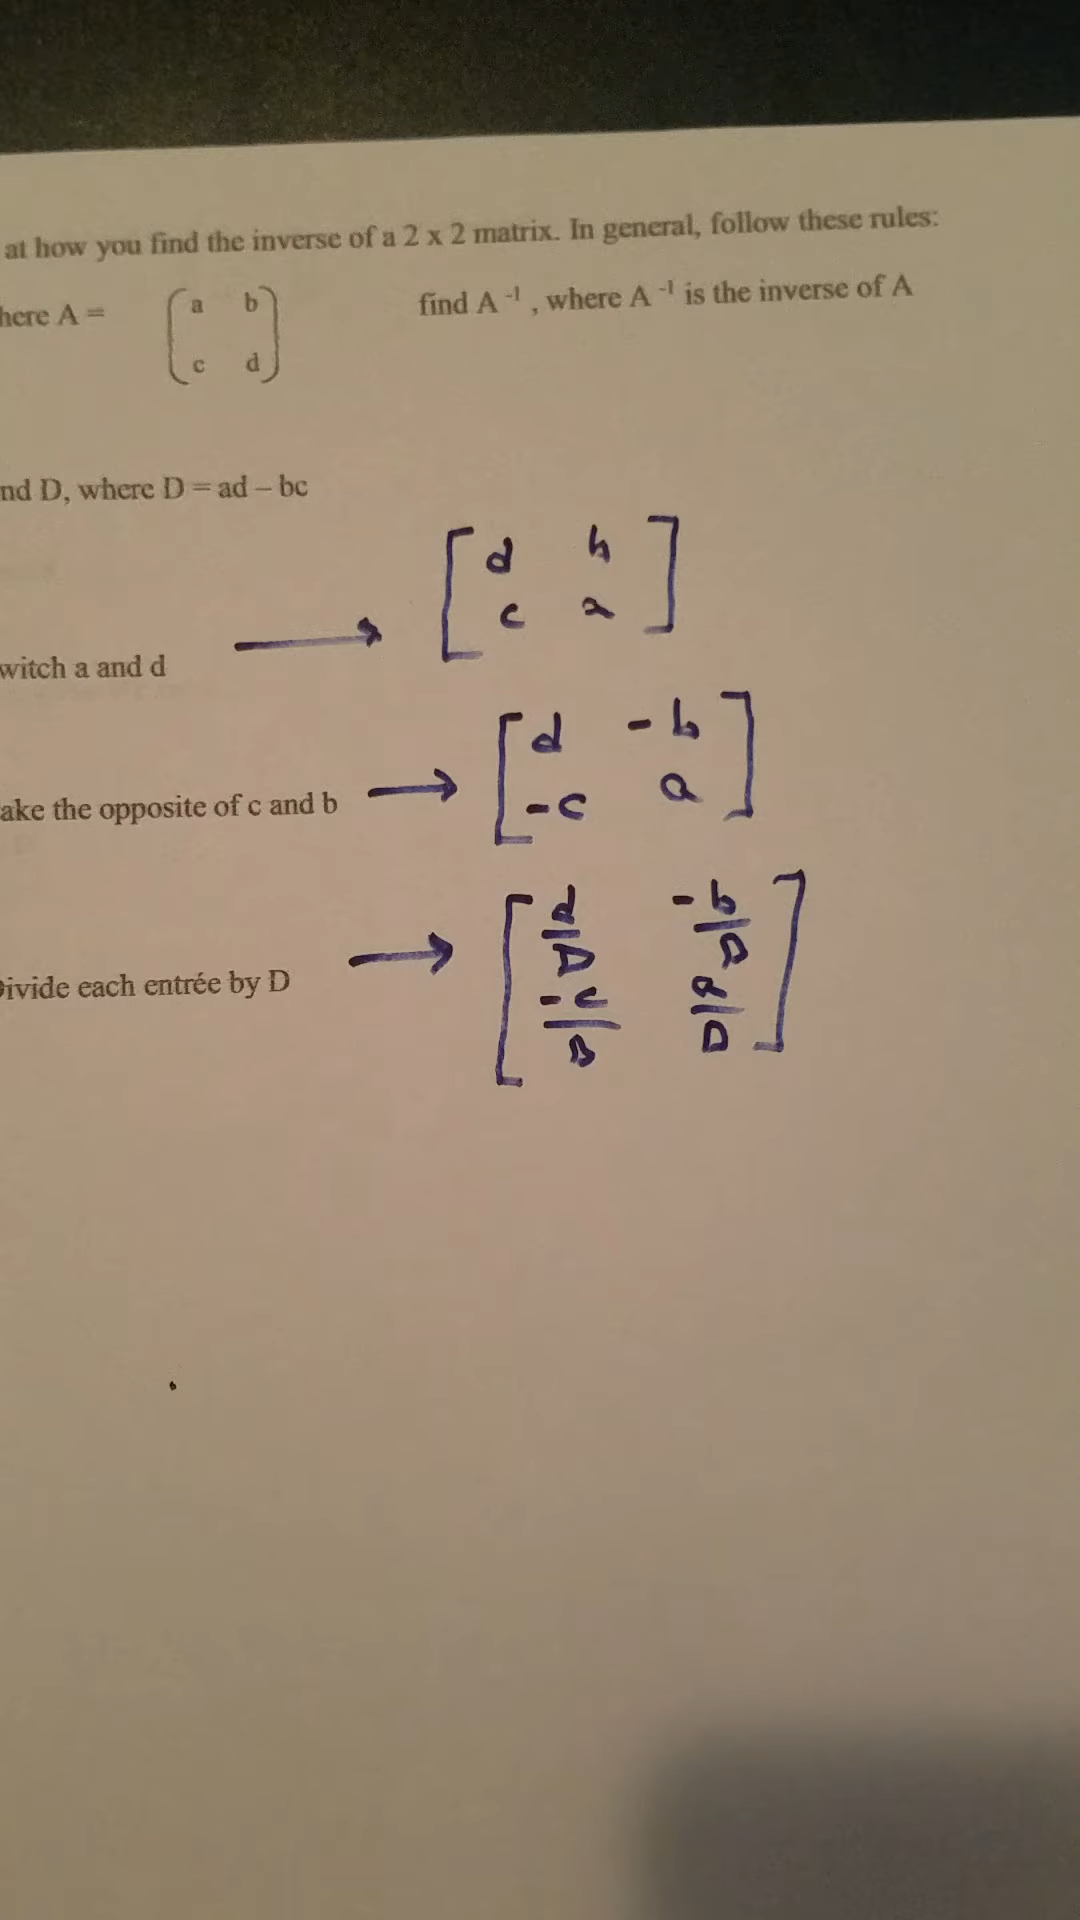 at how you find the inverse of a 2 x 2 matrix. In general, follow these rules:
here A = ( a b find A ⁻¹ , where A ⁻¹ is the inverse of A
c d )
nd D, where D = ad – bc
[ d b
c a ]
witch a and d →
[ d - b
-c a ]
ake the opposite of c and b →
[ d/D -b/D
-c/D a/D ]
Divide each entrée by D →